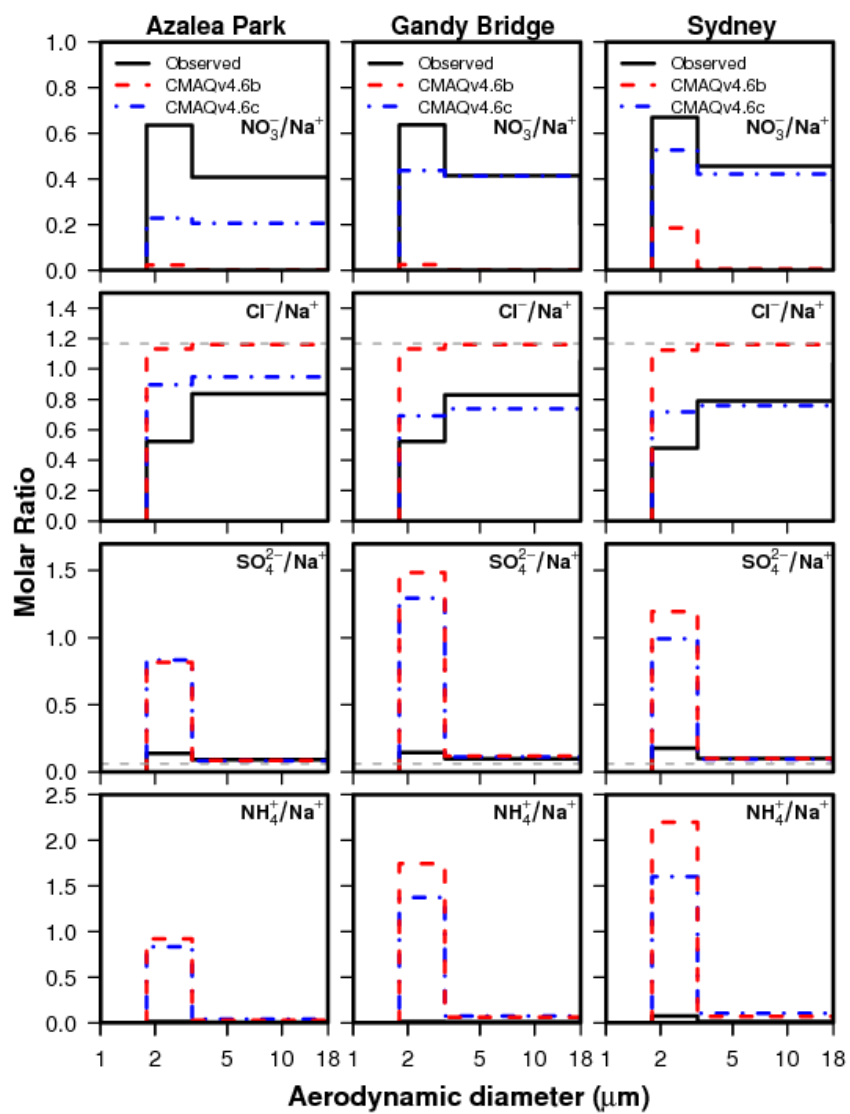 Azalea Park Gandy Bridge Sydney
1.0 Observed Observed Observed
0.8 CMAQv4.6b CMAQv4.6b CMAQv4.6b
CMAQv4.6c CMAQv4.6c CMAQv4.6c
NO₃⁻/Na⁺ NO₃⁻/Na⁺ NO₃⁻/Na⁺
0.6
0.4
0.2
0.0
1.4 Cl⁻/Na⁺ Cl⁻/Na⁺ Cl⁻/Na⁺
1.2
1.0
0.8
0.6
0.4
0.2
0.0
Molar Ratio
SO₄²⁻/Na⁺ SO₄²⁻/Na⁺ SO₄²⁻/Na⁺
1.5
1.0
0.5
0.0
2.5 NH₄⁺/Na⁺ NH₄⁺/Na⁺ NH₄⁺/Na⁺
2.0
1.5
1.0
0.5
0.0
1 2 5 10 18 1 2 5 10 18 1 2 5 10 18
Aerodynamic diameter (μm)